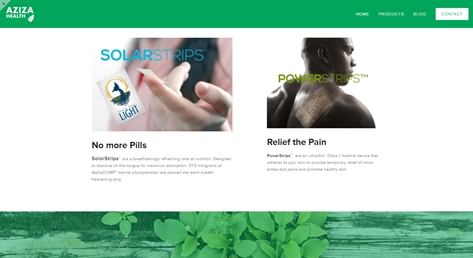 AZIZA
HEALTH
HOME
PRODUCTS
BLOG
CONTACT
SOLARSTRIPS™
LIGHT
POWERSTRIPS™
No more Pills
SolarStrips™ are a breathtakingly refreshing look at nutrition. Designed
to dissolve on the tongue for maximum absorption, 37.5 milligrams of
Alpha3 CMP™ marine phytoplankton are packed into each breath-
freshening strip.
Relief the Pain
PowerStrips™ are an ultra-thin Class I medical device that
adheres to your skin to provide temporary relief of minor
aches and pains and promote healthy skin.